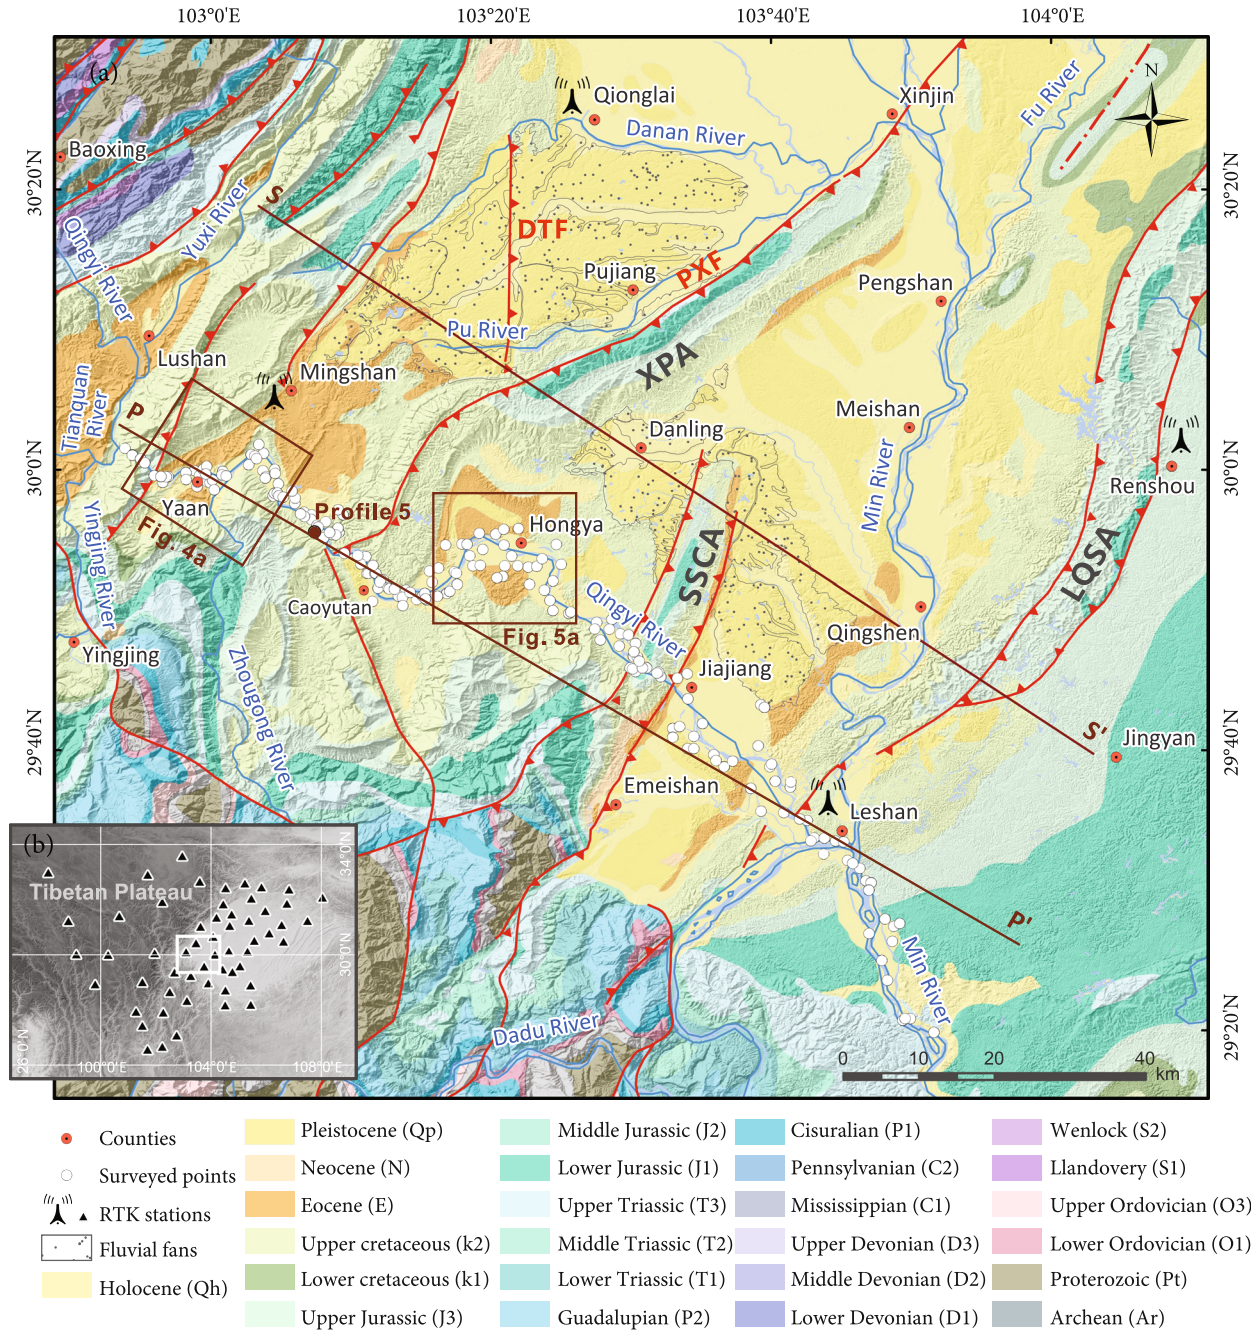 103°0'E
103°20'E
103°40'E
104°0'E
(a)
Qionglai
Xinjin
N
Fu River
Danan River
Baoxing
30°20'N
30°20'N
S
Yuxi River
Qingyi River
DTF
PXF
Pujiang
Pengshan
Pu River
Lushan
Mingshan
XPA
Tianquan
River
P
Meishan
Danling
30°0'N
30°0'N
Renshou
Min River
Yaan
Profile 5
Hongya
Fig. 4a
Yingjing River
SSCA
LQSA
Caoyutan
Qingyi River
Fig. 5a
Qingshen
Yingjing
Zhougong River
Jiajiang
S'
Jingyan
29°40'N
29°40'N
Emeishan
Leshan
(b)
34°0'N
Tibetan Plateau
P'
30°0'N
Min River
Dadu River
29°20'N
26°0'N
100°0'E
104°0'E
108°0'E
0
10
20
40
km
Counties
Surveyed points
RTK stations
Fluvial fans
Holocene (Qh)
Pleistocene (Qp)
Neocene (N)
Eocene (E)
Upper cretaceous (k2)
Lower cretaceous (k1)
Upper Jurassic (J3)
Middle Jurassic (J2)
Lower Jurassic (J1)
Upper Triassic (T3)
Middle Triassic (T2)
Lower Triassic (T1)
Guadalupian (P2)
Cisuralian (P1)
Pennsylvanian (C2)
Mississippian (C1)
Upper Devonian (D3)
Middle Devonian (D2)
Lower Devonian (D1)
Wenlock (S2)
Llandovery (S1)
Upper Ordovician (O3)
Lower Ordovician (O1)
Proterozoic (Pt)
Archean (Ar)